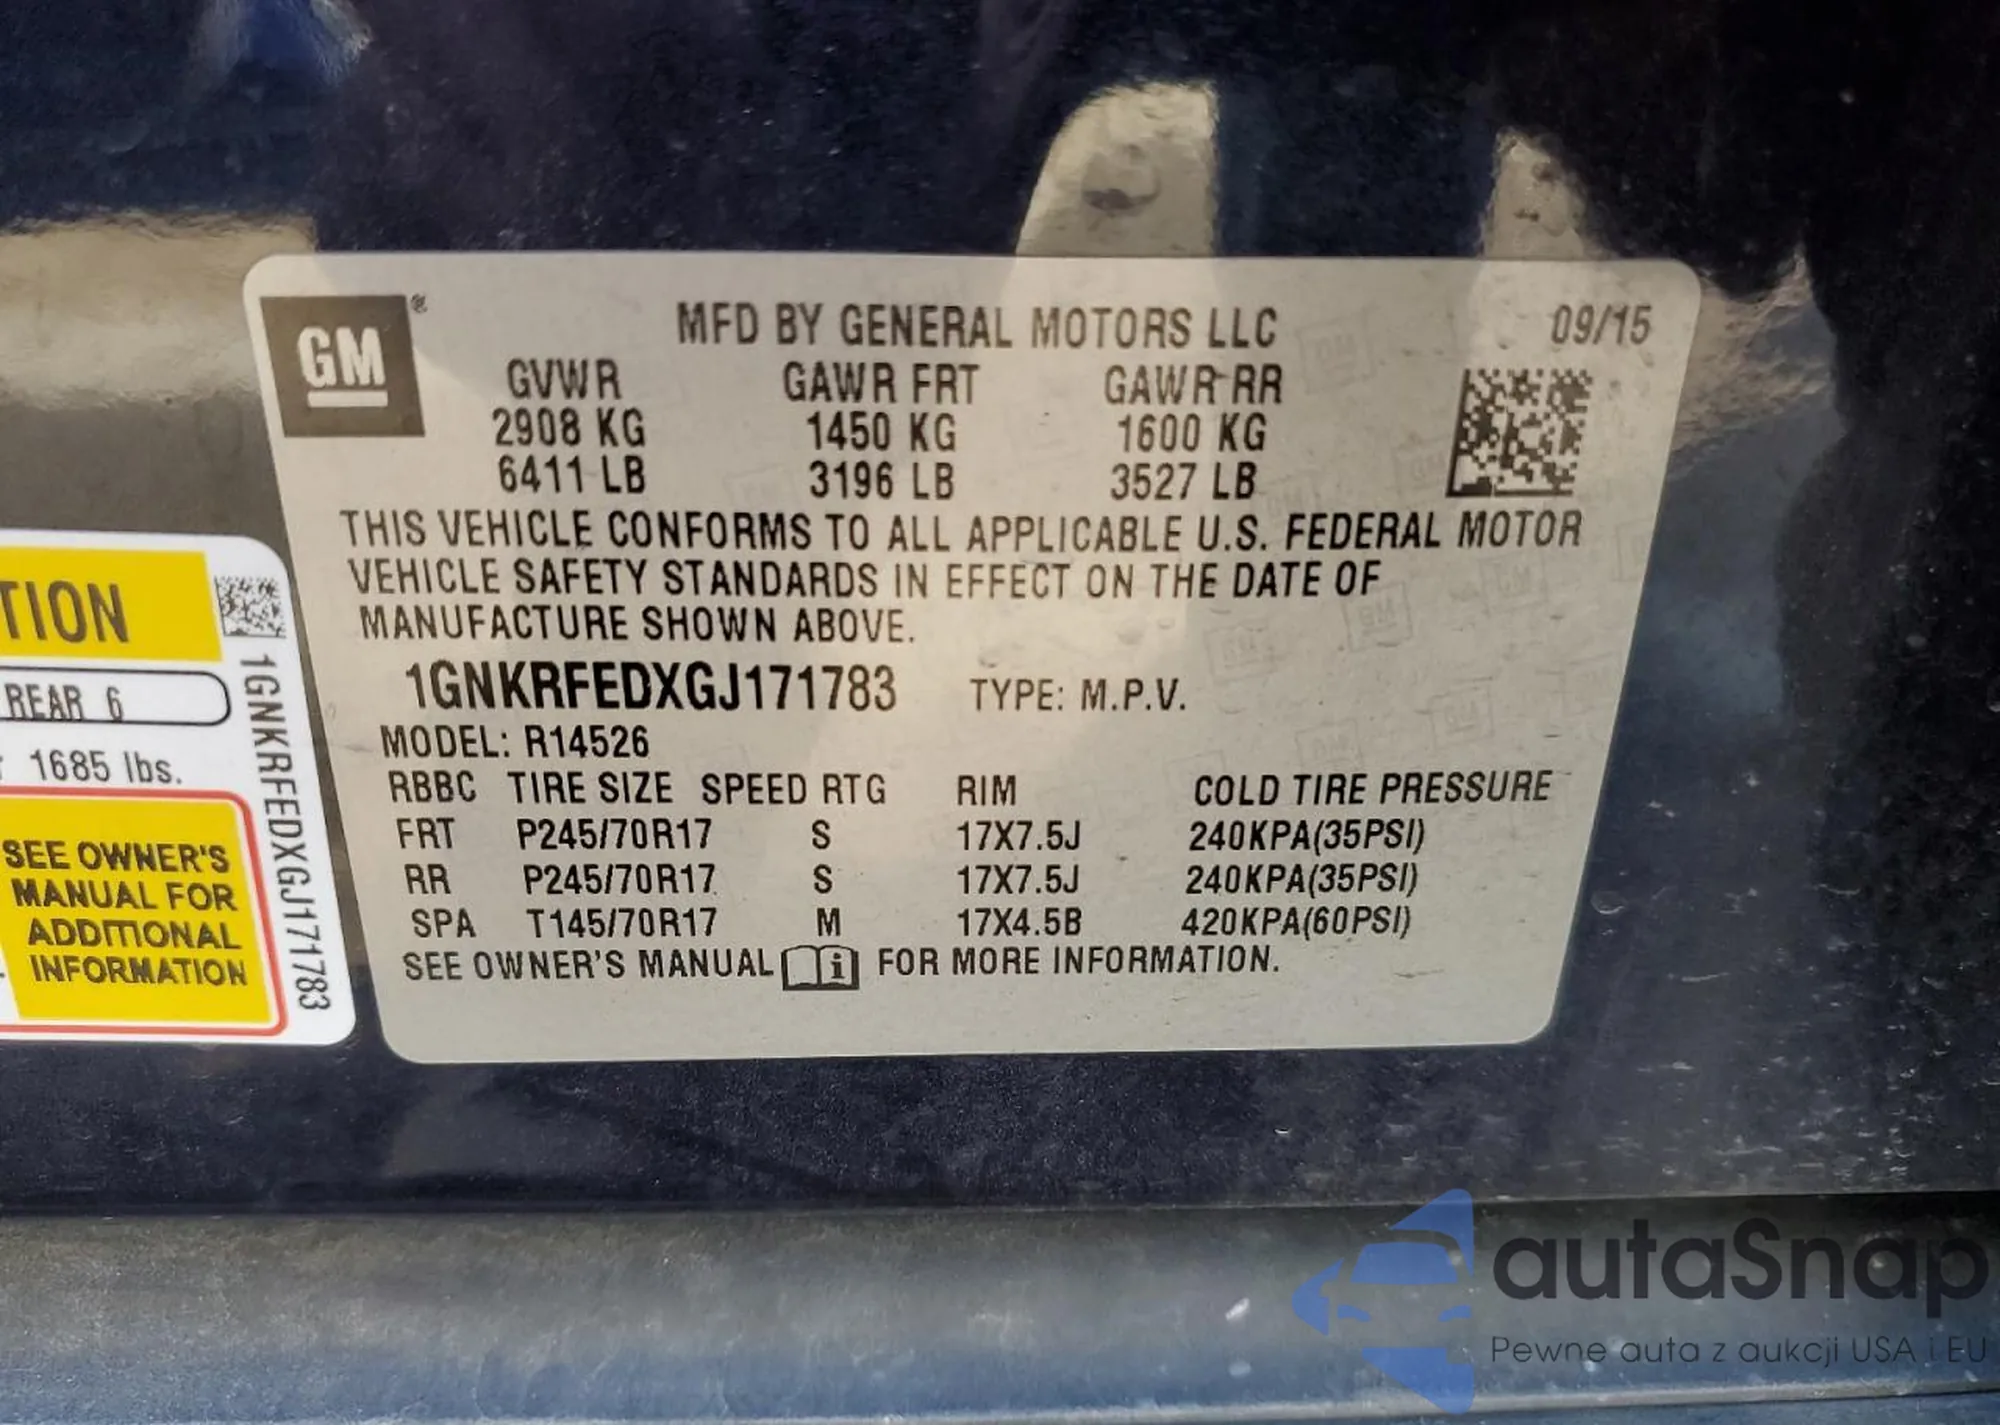 GM®
MFD BY GENERAL MOTORS LLC 09/15
GVWR GAWR FRT GAWR RR
2908 KG 1450 KG 1600 KG
6411 LB 3196 LB 3527 LB
THIS VEHICLE CONFORMS TO ALL APPLICABLE U.S. FEDERAL MOTOR
VEHICLE SAFETY STANDARDS IN EFFECT ON THE DATE OF
MANUFACTURE SHOWN ABOVE.
1GNKRFEDXGJ171783 TYPE: M.P.V.
MODEL: R14526
RBBC TIRE SIZE SPEED RTG RIM COLD TIRE PRESSURE
FRT P245/70R17 S 17X7.5J 240KPA(35PSI)
RR P245/70R17 S 17X7.5J 240KPA(35PSI)
SPA T145/70R17 M 17X4.5B 420KPA(60PSI)
SEE OWNER'S MANUAL i FOR MORE INFORMATION.
TION
REAR 6
1685 lbs.
SEE OWNER'S
MANUAL FOR
ADDITIONAL
INFORMATION
1GNKRFEDXGJ171783
autaSnap
Pewne auta z aukcji USA i EU